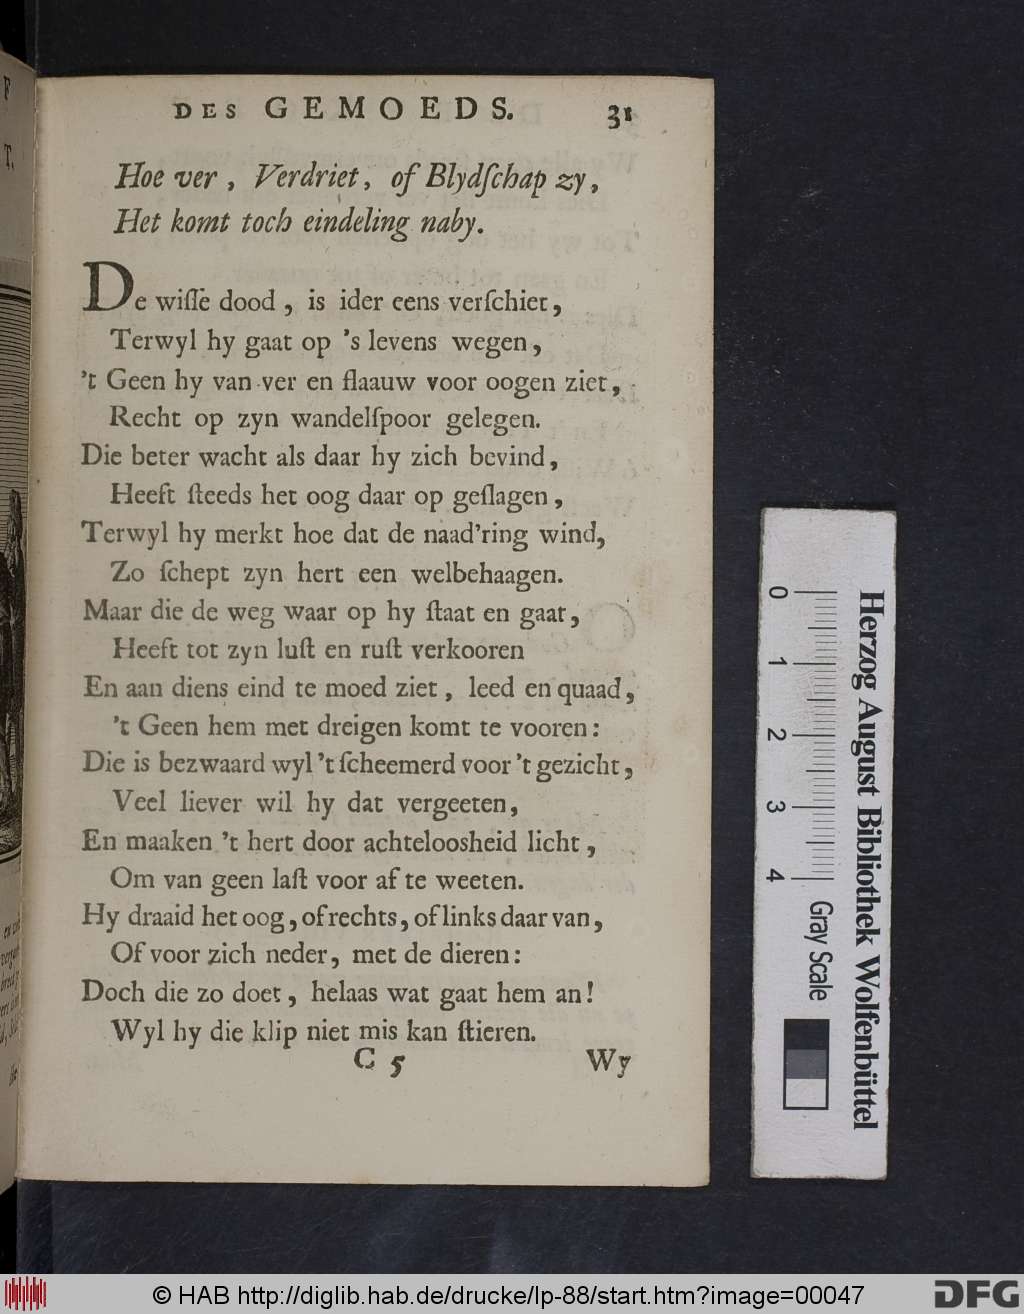 DES GEMOEDS. 31
Hoe ver, Verdriet, of Blydſchap zy,
Het komt toch eindeling naby.
De wiſſe dood, is ider eens verſchiet,
Terwyl hy gaat op 's levens wegen,
't Geen hy van ver en flaauw voor oogen ziet,
Recht op zyn wandelſpoor gelegen.
Die beter wacht als daar hy zich bevind,
Heeft ſteeds het oog daar op geſlagen,
Terwyl hy merkt hoe dat de naad'ring wind,
Zo ſchept zyn hert een welbehaagen.
Maar die de weg waar op hy ſtaat en gaat,
Heeft tot zyn luſt en ruſt verkooren
En aan diens eind te moed ziet, leed en quaad,
't Geen hem met dreigen komt te vooren:
Die is bezwaard wyl 't ſcheemerd voor 't gezicht,
Veel liever wil hy dat vergeeten,
En maaken 't hert door achteloosheid licht,
Om van geen laſt voor af te weeten.
Hy draaid het oog, of rechts, of links daar van,
Of voor zich neder, met de dieren:
Doch die zo doet, helaas wat gaat hem an!
Wyl hy die klip niet mis kan ſtieren.
C 5 Wy
0 1 2 3 4
Gray Scale
Herzog August Bibliothek Wolfenbüttel
© HAB http://diglib.hab.de/drucke/lp-88/start.htm?image=00047
DFG